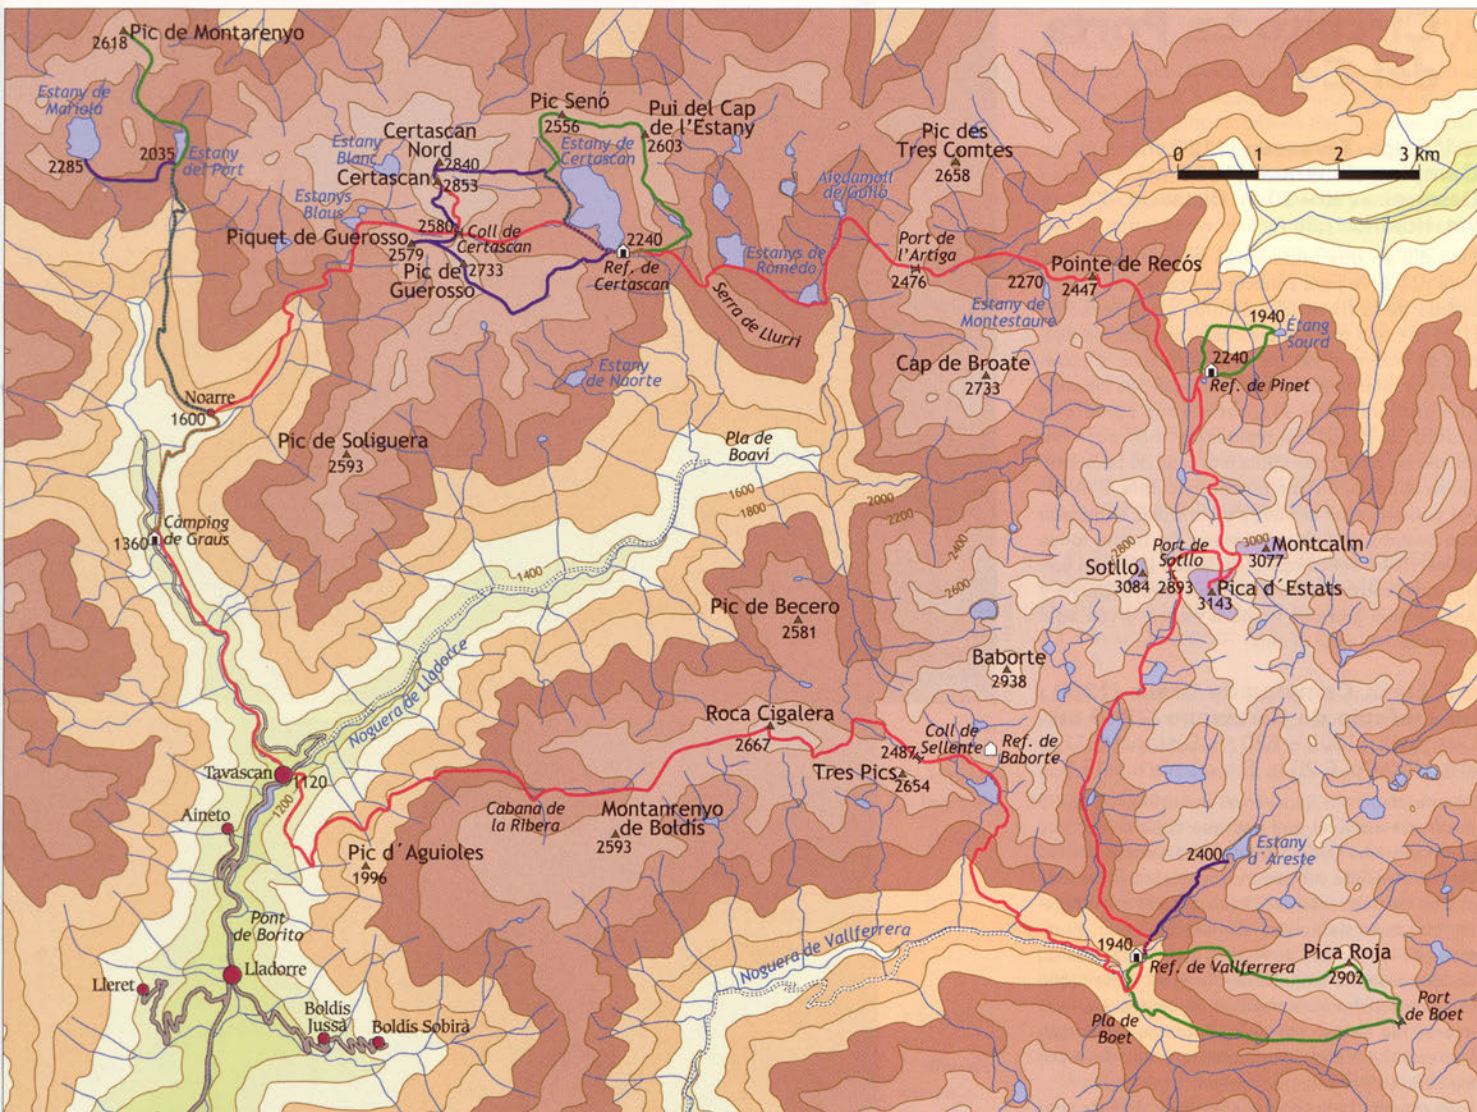 Pic de Montarenyo
2618
Estany de
Mariola
2285
2035
Estany
del Port
Estany
Blanc
Certascan
Nord
2840
Certascan
2853
Estanys
Blaus
2580
Coll de
Certascan
Piquet de Guerosso
2579
Pic de
Guerosso
2733
Pic Senó
2556
Estany de
Certascan
Pui del Cap
de l'Estany
2603
2240
Ref. de
Certascan
Serra de Llurri
Estanys de
Romedo
Aiguamoll
de Gullo
Pic des
Tres Comtes
2658
Port de
l'Artiga
2476
2270
Estany de
Montestaure
Pointe de Recós
2447
0 1 2 3 km
1940
Étang
Sourd
2240
Ref. de Pinet
Estany
de Naorte
Cap de Broate
2733
Noarre
1600
Pic de Soliguera
2593
Pla de
Boaví
1600
1800
2000
2200
2400
2600
2800
3000
1400
Càmping
de Graus
1360
Port de
Sotllo
2893
Sotllo
3084
Montcalm
3077
Pica d´Estats
3143
Pic de Becero
2581
Baborte
2938
Noguera de Lladorre
Roca Cigalera
2667
2487
Coll de
Sellente
Ref. de
Baborte
Tres Pics
2654
Tavascan
1120
1200
Aineto
Cabana de
la Ribera
Montanrenyo
de Boldís
2593
Pic d´Aguioles
1996
2400
Estany
d´Areste
Pont
de Borito
Lladorre
Lleret
Boldís
Jussà
Boldís Sobirà
Noguera de Vallferrera
1940
Ref. de Vallferrera
Pica Roja
2902
Port
de Boet
Pla de
Boet